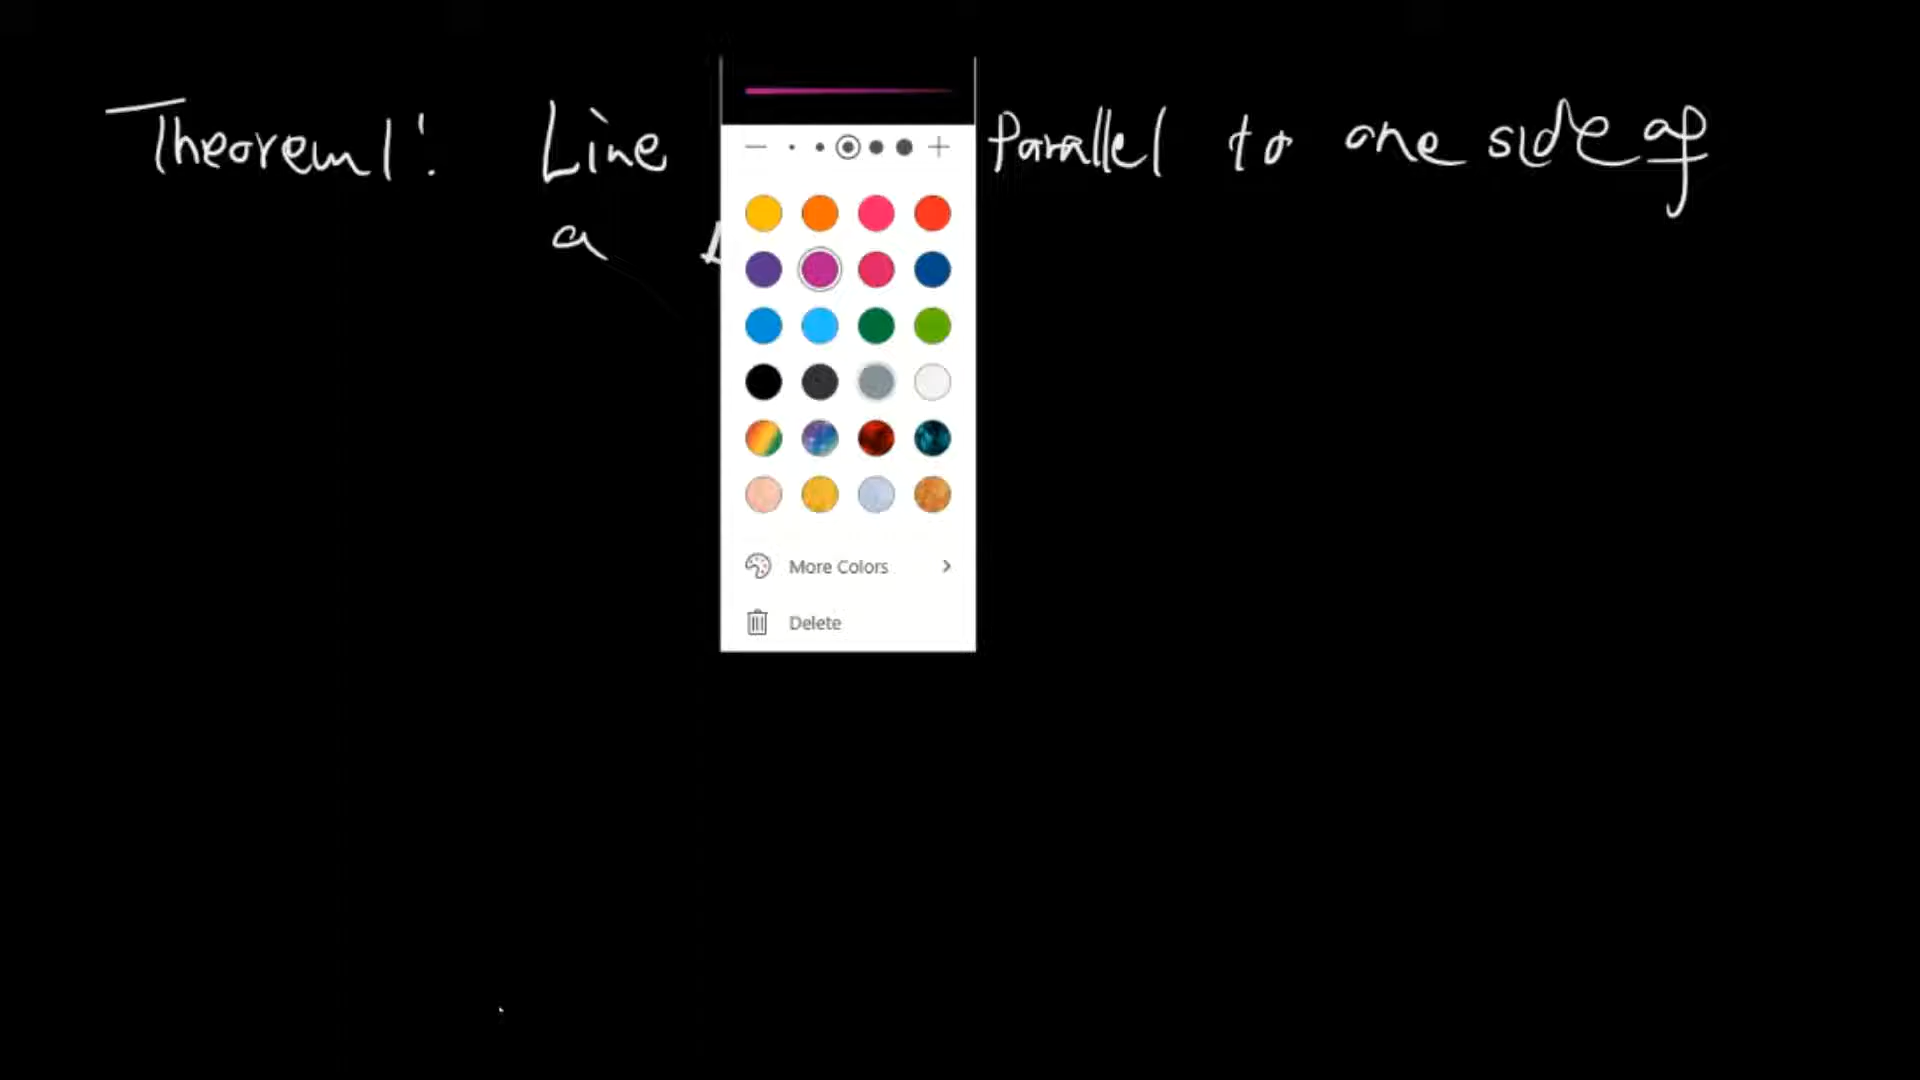 Theorem 1: Line parallel to one side of
a
More Colors
Delete